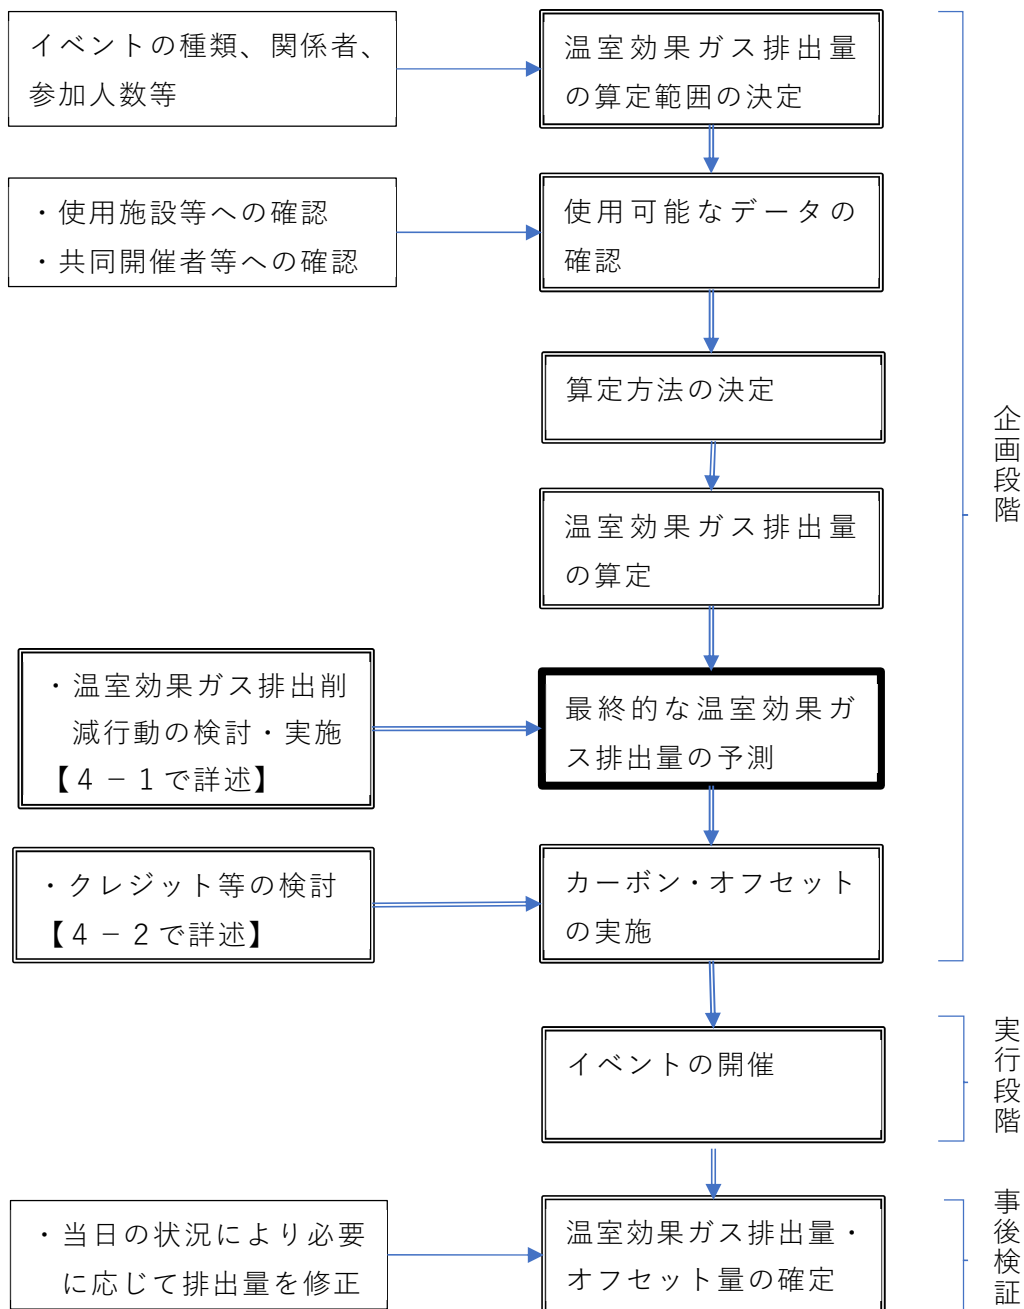 イベントの種類、関係者、
参加人数等
温室効果ガス排出量
の算定範囲の決定
・使用施設等への確認
・共同開催者等への確認
使用可能なデータの
確認
算定方法の決定
温室効果ガス排出量
の算定
・温室効果ガス排出削
減行動の検討・実施
【4－1で詳述】
最終的な温室効果ガ
ス排出量の予測
・クレジット等の検討
【4－2で詳述】
カーボン・オフセット
の実施
企画段階
イベントの開催
実行段階
・当日の状況により必要
に応じて排出量を修正
温室効果ガス排出量・
オフセット量の確定
事後検証